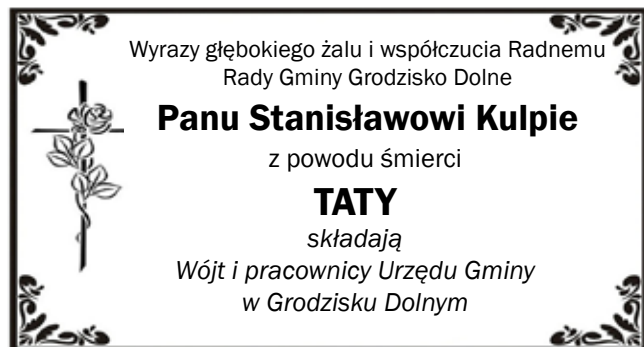 Wyrazy głębokiego żalu i współczucia Radnemu
Rady Gminy Grodzisko Dolne
Panu Stanisławowi Kulpie
z powodu śmierci
TATY
składają
Wójt i pracownicy Urzędu Gminy
w Grodzisku Dolnym